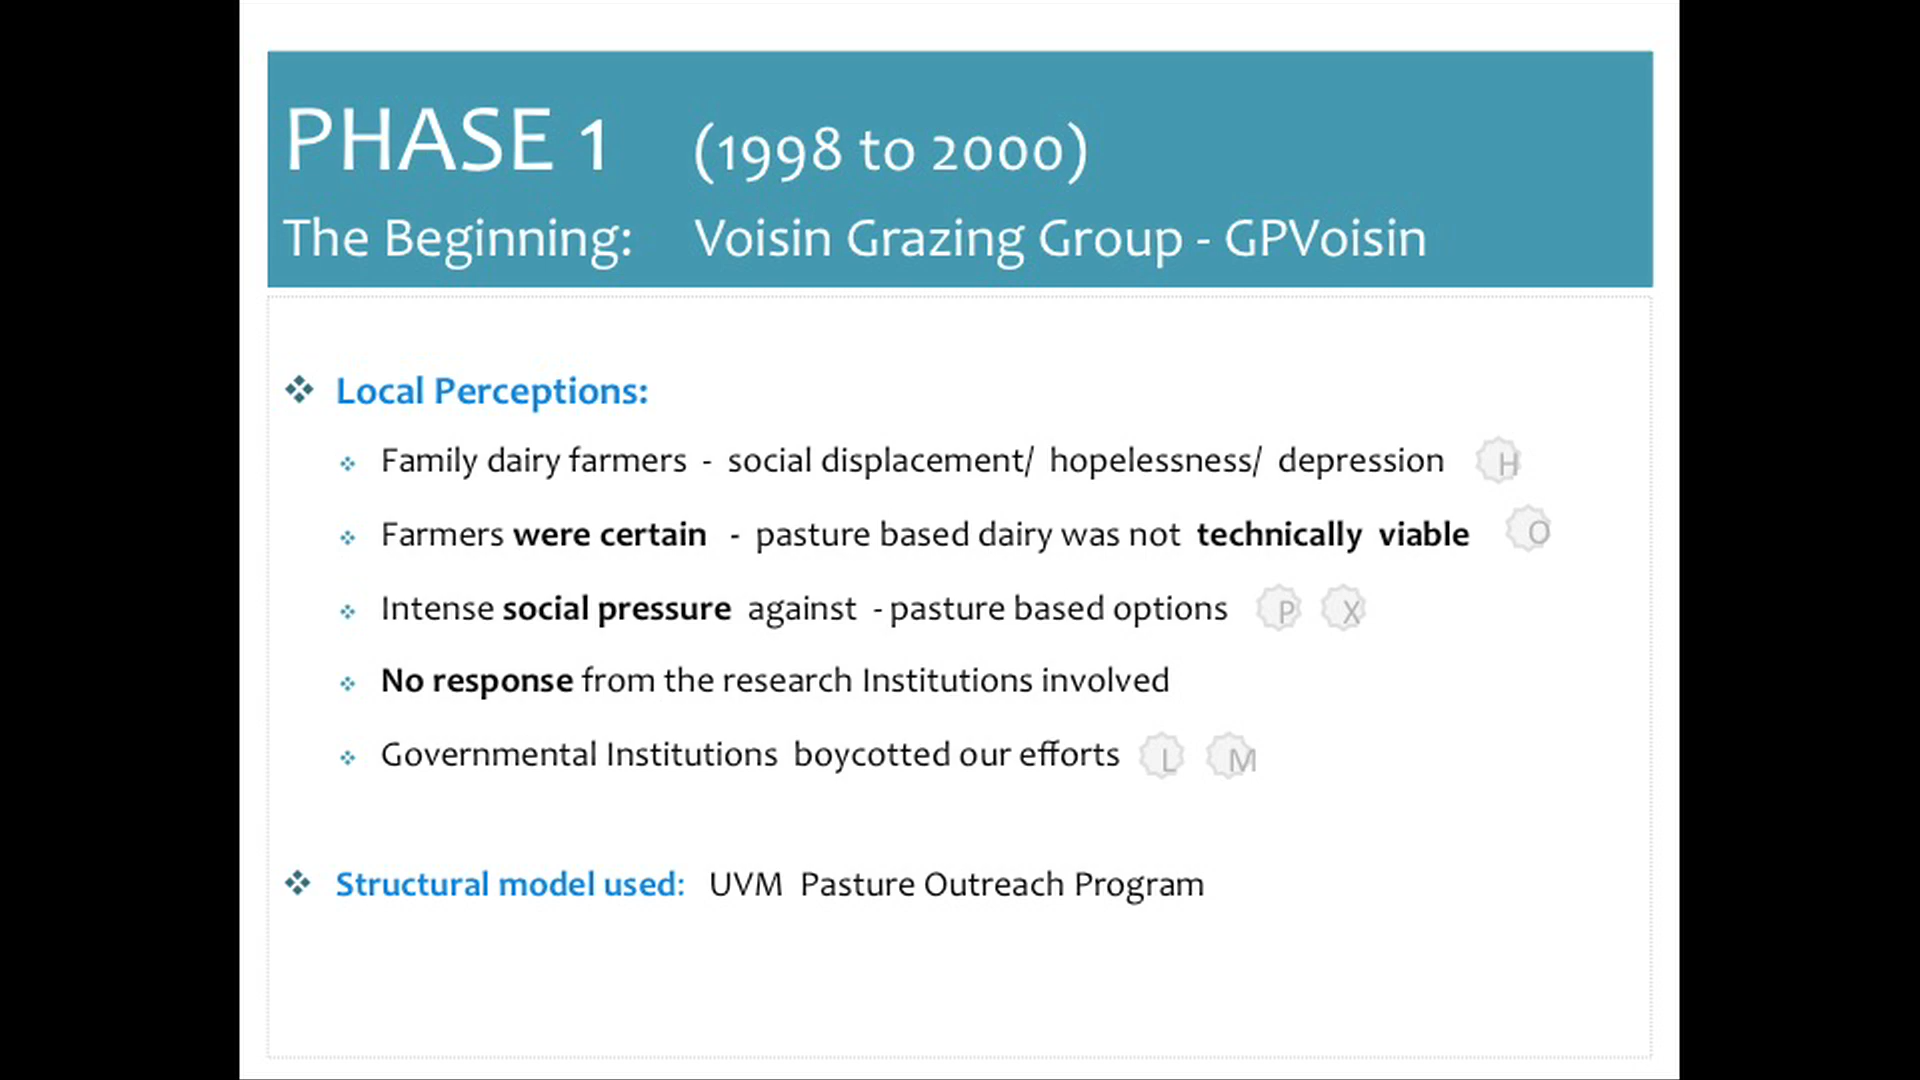 PHASE 1 (1998 to 2000)
The Beginning: Voisin Grazing Group - GPVoisin
Local Perceptions:
Family dairy farmers - social displacement/ hopelessness/ depression H
Farmers were certain - pasture based dairy was not technically viable O
Intense social pressure against - pasture based options P X
No response from the research Institutions involved
Governmental Institutions boycotted our efforts L M
Structural model used: UVM Pasture Outreach Program